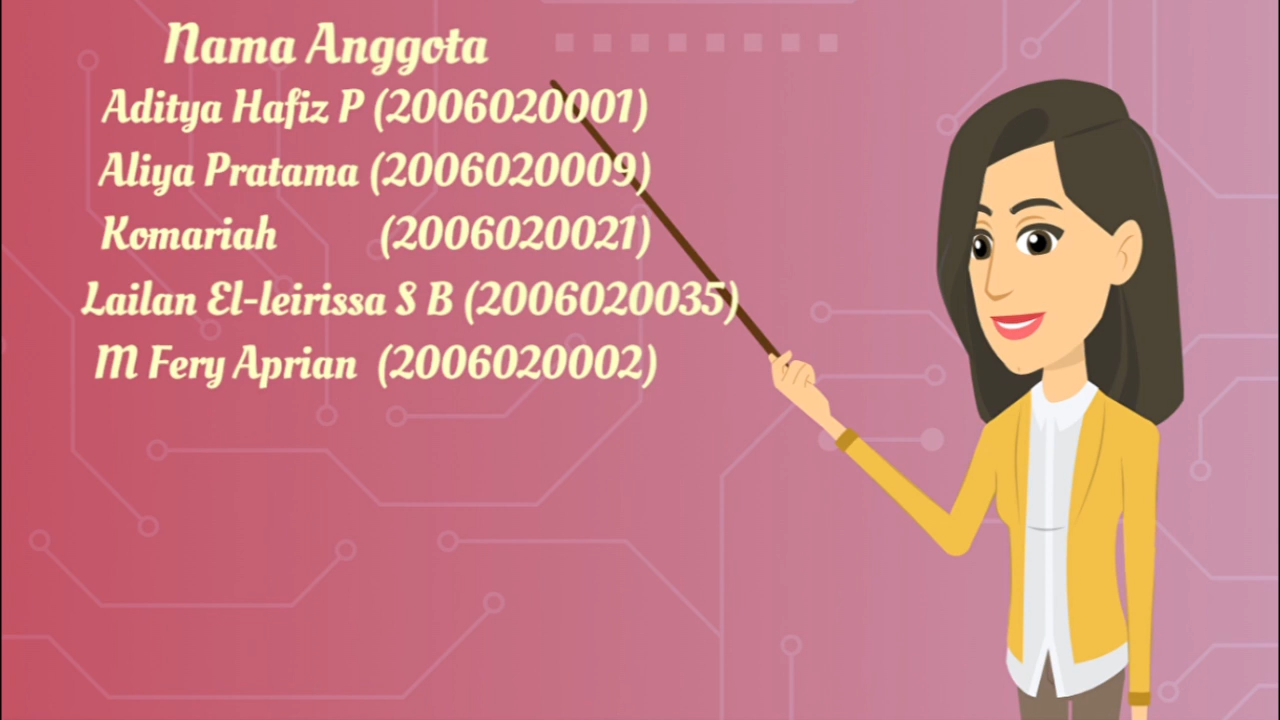 Nama Anggota
Aditya Hafiz P (2006020001)
Aliya Pratama (2006020009)
Komariah (2006020021)
Lailan El-leirissa S B (2006020035)
M Fery Aprian (2006020002)